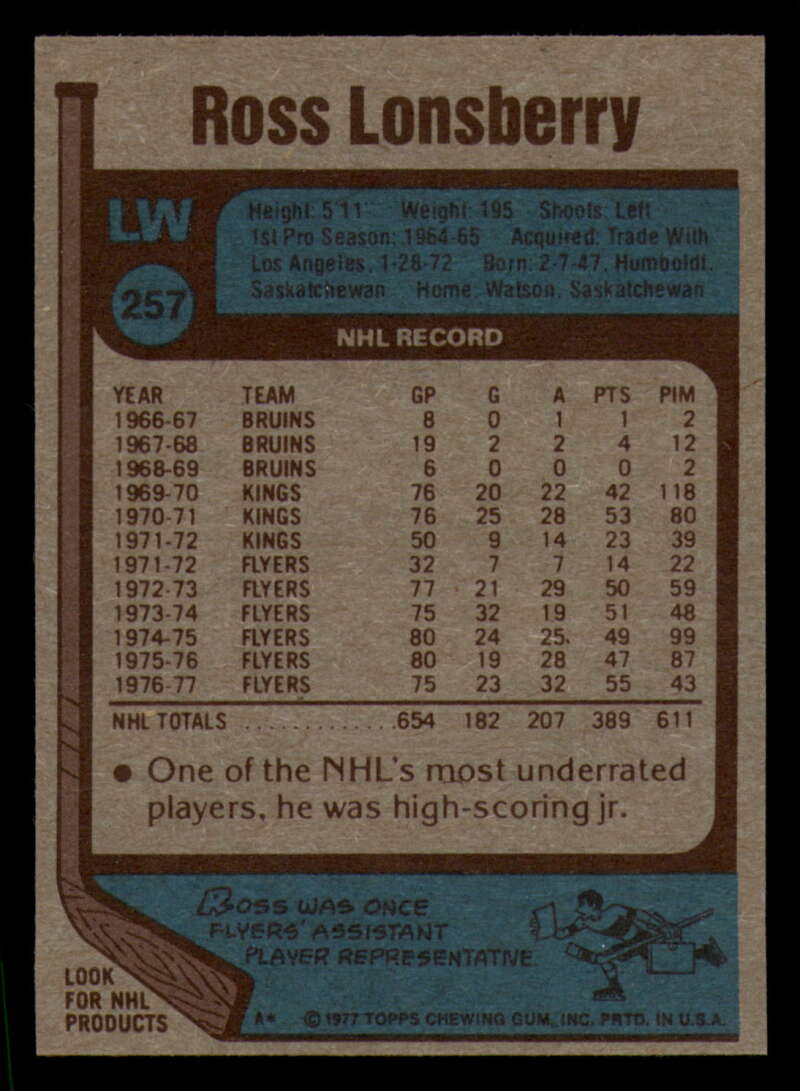 Ross Lonsberry
LW
257
Height: 5'11" Weight: 195 Shoots: Left
1st Pro Season: 1964-65 Acquired: Trade With
Los Angeles, 1-28-72 Born: 2-7-47, Humboldt,
Saskatchewan Home: Watson, Saskatchewan
NHL RECORD
YEAR TEAM GP G A PTS PIM
1966-67 BRUINS 8 0 1 1 2
1967-68 BRUINS 19 2 2 4 12
1968-69 BRUINS 6 0 0 0 2
1969-70 KINGS 76 20 22 42 118
1970-71 KINGS 76 25 28 53 80
1971-72 KINGS 50 9 14 23 39
1971-72 FLYERS 32 7 7 14 22
1972-73 FLYERS 77 21 29 50 59
1973-74 FLYERS 75 32 19 51 48
1974-75 FLYERS 80 24 25 49 99
1975-76 FLYERS 80 19 28 47 87
1976-77 FLYERS 75 23 32 55 43
NHL TOTALS .............654 182 207 389 611
• One of the NHL's most underrated
players, he was high-scoring jr.
ROSS WAS ONCE
FLYERS' ASSISTANT
PLAYER REPRESENTATIVE
LOOK
FOR NHL
PRODUCTS
A* © 1977 TOPPS CHEWING GUM, INC. PRTD. IN U.S.A.